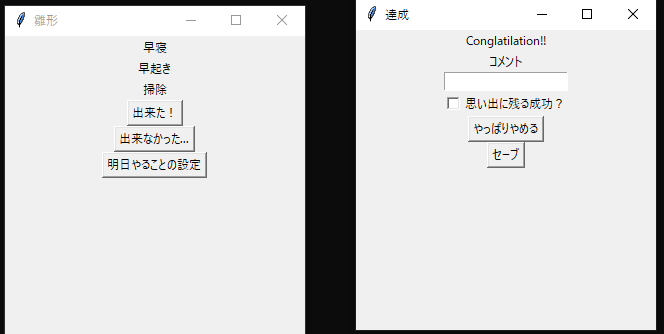 雛形
早寝
早起き
掃除
出来た！
出来なかった...
明日やることの設定
達成
Conglatilation!!
コメント
思い出に残る成功？
やっぱりやめる
セーブ